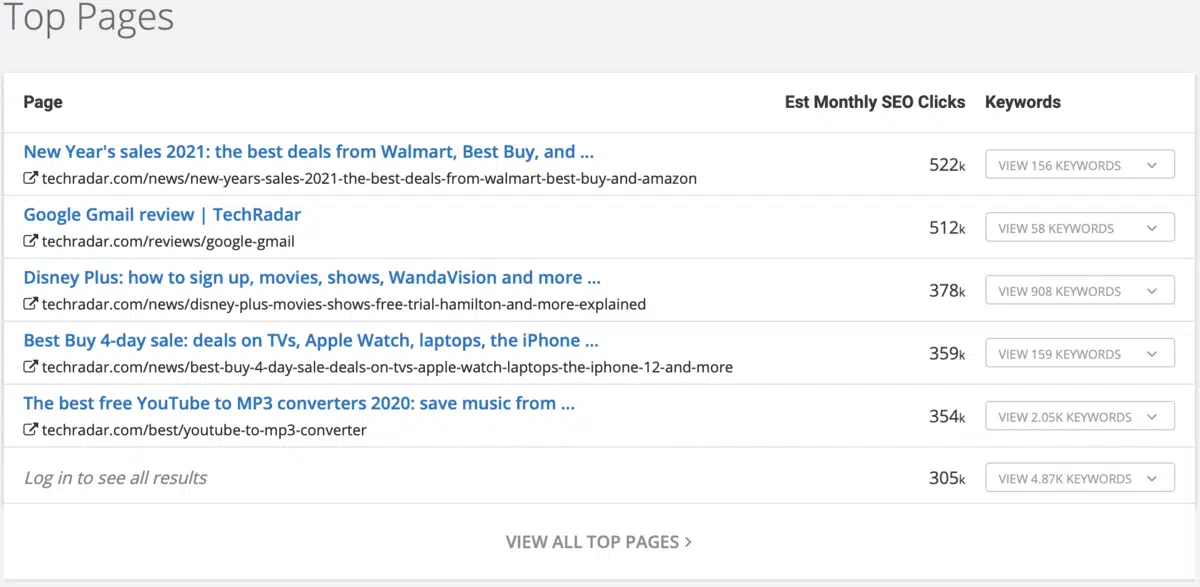 Top Pages
Page Est Monthly SEO Clicks Keywords
New Year's sales 2021: the best deals from Walmart, Best Buy, and ...
techradar.com/news/new-years-sales-2021-the-best-deals-from-walmart-best-buy-and-amazon
522k VIEW 156 KEYWORDS
Google Gmail review | TechRadar
techradar.com/reviews/google-gmail
512k VIEW 58 KEYWORDS
Disney Plus: how to sign up, movies, shows, WandaVision and more ...
techradar.com/news/disney-plus-movies-shows-free-trial-hamilton-and-more-explained
378k VIEW 908 KEYWORDS
Best Buy 4-day sale: deals on TVs, Apple Watch, laptops, the iPhone ...
techradar.com/news/best-buy-4-day-sale-deals-on-tvs-apple-watch-laptops-the-iphone-12-and-more
359k VIEW 159 KEYWORDS
The best free YouTube to MP3 converters 2020: save music from ...
techradar.com/best/youtube-to-mp3-converter
354k VIEW 2.05K KEYWORDS
Log in to see all results 305k VIEW 4.87K KEYWORDS
VIEW ALL TOP PAGES >